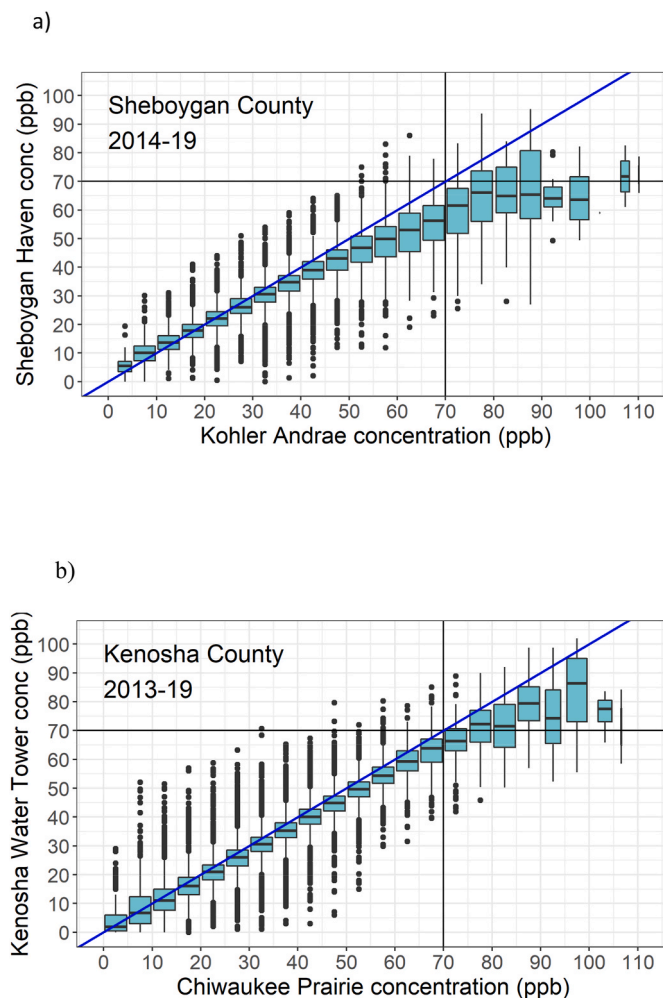 a)
Sheboygan County
2014-19
Sheboygan Haven conc (ppb)
100
90
80
70
60
50
40
30
20
10
0
0 10 20 30 40 50 60 70 80 90 100 110
Kohler Andrae concentration (ppb)
b)
Kenosha County
2013-19
Kenosha Water Tower conc (ppb)
100
90
80
70
60
50
40
30
20
10
0
0 10 20 30 40 50 60 70 80 90 100 110
Chiwaukee Prairie concentration (ppb)